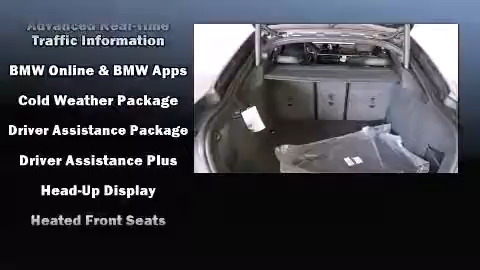 Advanced Real-Time
Traffic Information
BMW Online & BMW Apps
Cold Weather Package
Driver Assistance Package
Driver Assistance Plus
Head-Up Display
Heated Front Seats